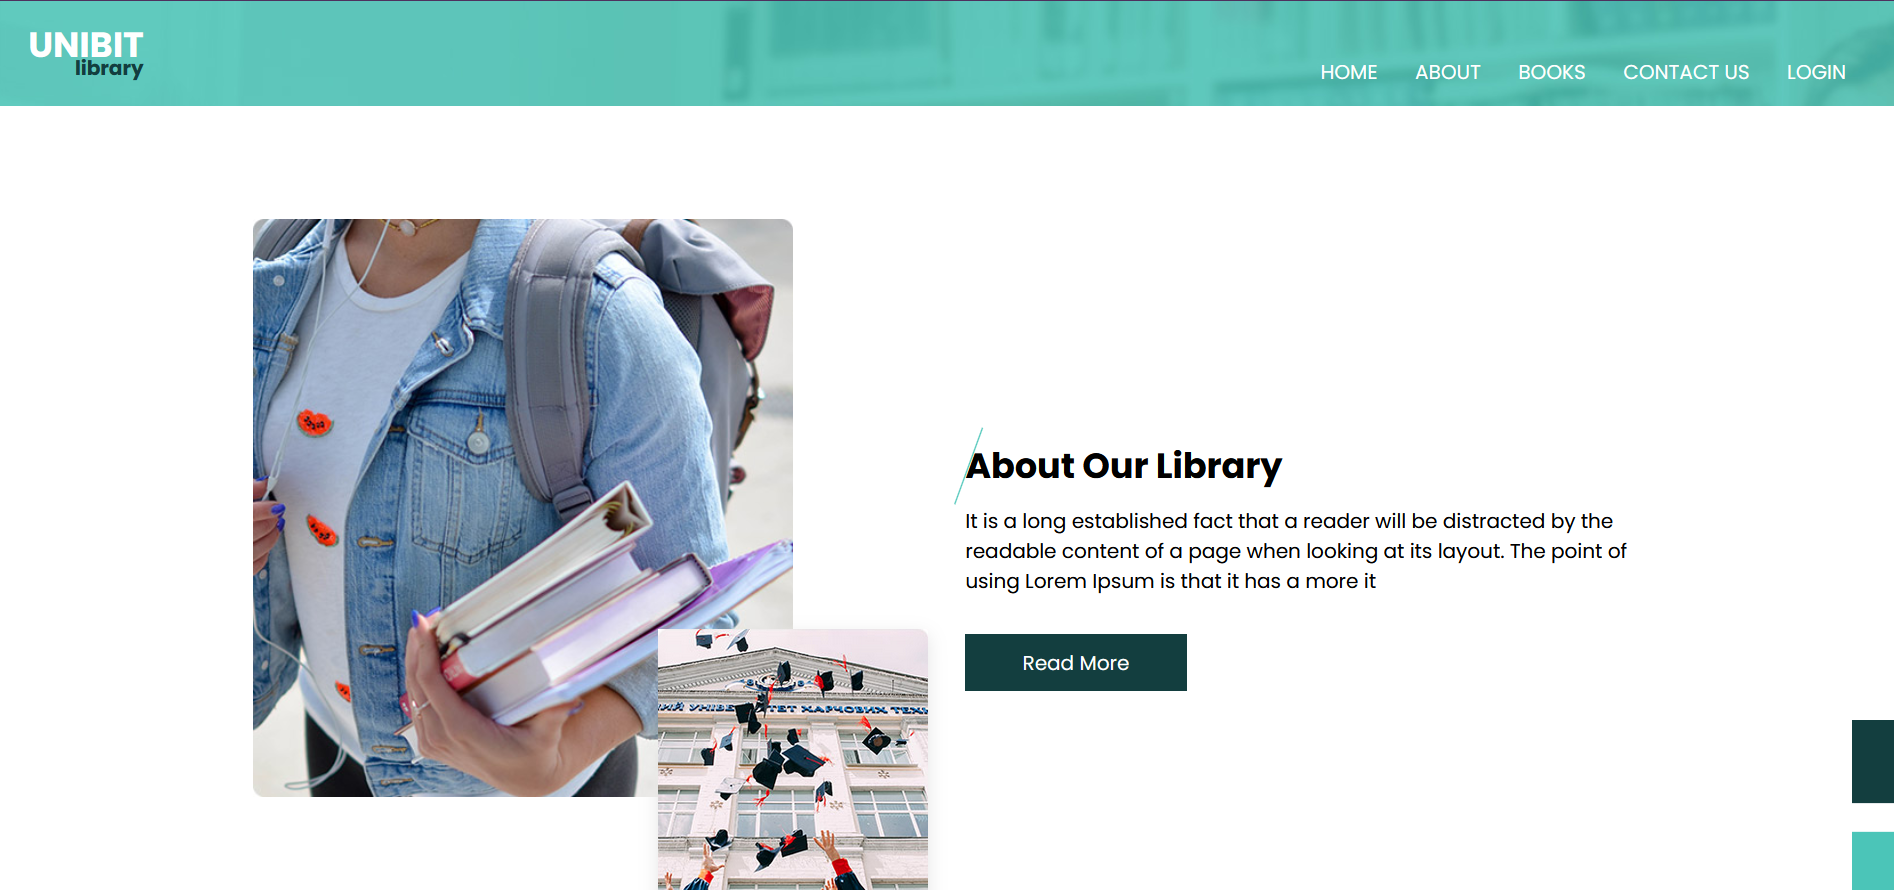 UNIBIT
library
HOME ABOUT BOOKS CONTACT US LOGIN
About Our Library
It is a long established fact that a reader will be distracted by the
readable content of a page when looking at its layout. The point of
using Lorem Ipsum is that it has a more it
Read More
ХАРЧОВИХ